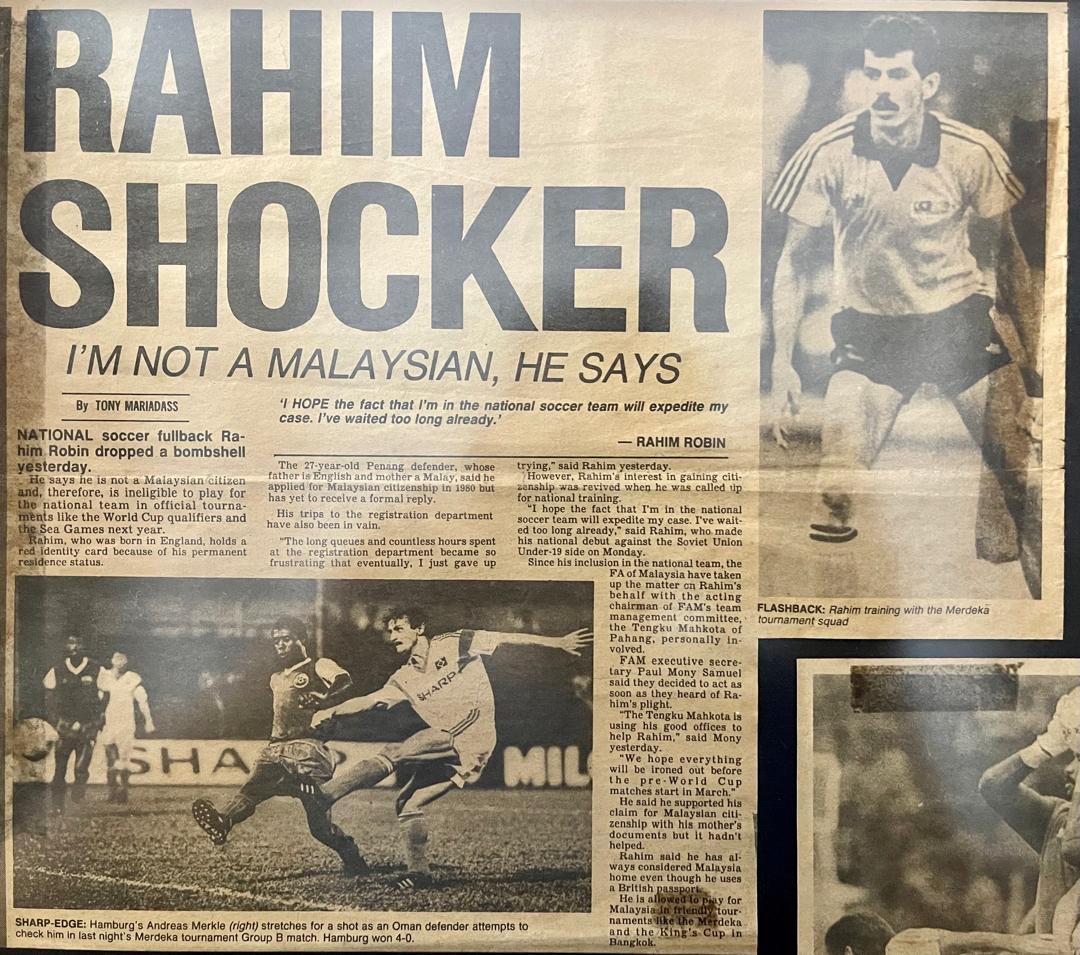 RAHIM
SHOCKER
I'M NOT A MALAYSIAN, HE SAYS
By TONY MARIADASS
'I HOPE the fact that I'm in the national soccer team will expedite my
case. I've waited too long already.'
— RAHIM ROBIN
NATIONAL soccer fullback Ra-
him Robin dropped a bombshell
yesterday.
He says he is not a Malaysian citizen
and, therefore, is ineligible to play for
the national team in official tourna-
ments like the World Cup qualifiers and
the Sea Games next year.
Rahim, who was born in England, holds a
red identity card because of his permanent
residence status.
The 27-year-old Penang defender, whose
father is English and mother a Malay, said he
applied for Malaysian citizenship in 1980 but
has yet to receive a formal reply.
His trips to the registration department
have also been in vain.
"The long queues and countless hours spent
at the registration department became so
frustrating that eventually, I just gave up
trying," said Rahim yesterday.
However, Rahim's interest in gaining citi-
zenship was revived when he was called up
for national training.
"I hope the fact that I'm in the national
soccer team will expedite my case. I've wait-
ed too long already," said Rahim, who made
his national debut against the Soviet Union
Under-19 side on Monday.
Since his inclusion in the national team, the
FA of Malaysia have taken
up the matter on Rahim's
behalf with the acting
chairman of FAM's team
management committee,
the Tengku Mahkota of
Pahang, personally in-
volved.
FAM executive secre-
tary Paul Mony Samuel
said they decided to act as
soon as they heard of Ra-
him's plight.
"The Tengku Mahkota is
using his good offices to
help Rahim," said Mony
yesterday.
"We hope everything
will be ironed out before
the pre-World Cup
matches start in March."
He said he supported his
claim for Malaysian citi-
zenship with his mother's
documents but it hadn't
helped.
Rahim said he has al-
ways considered Malaysia
home even though he uses
a British passport.
He is allowed to play for
Malaysia in friendly tour-
naments like the Merdeka
and the King's Cup in
Bangkok.
FLASHBACK: Rahim training with the Merdeka
tournament squad
SHARP
SHA P
MIL
SHARP-EDGE: Hamburg's Andreas Merkle (right) stretches for a shot as an Oman defender attempts to
check him in last night's Merdeka tournament Group B match. Hamburg won 4-0.